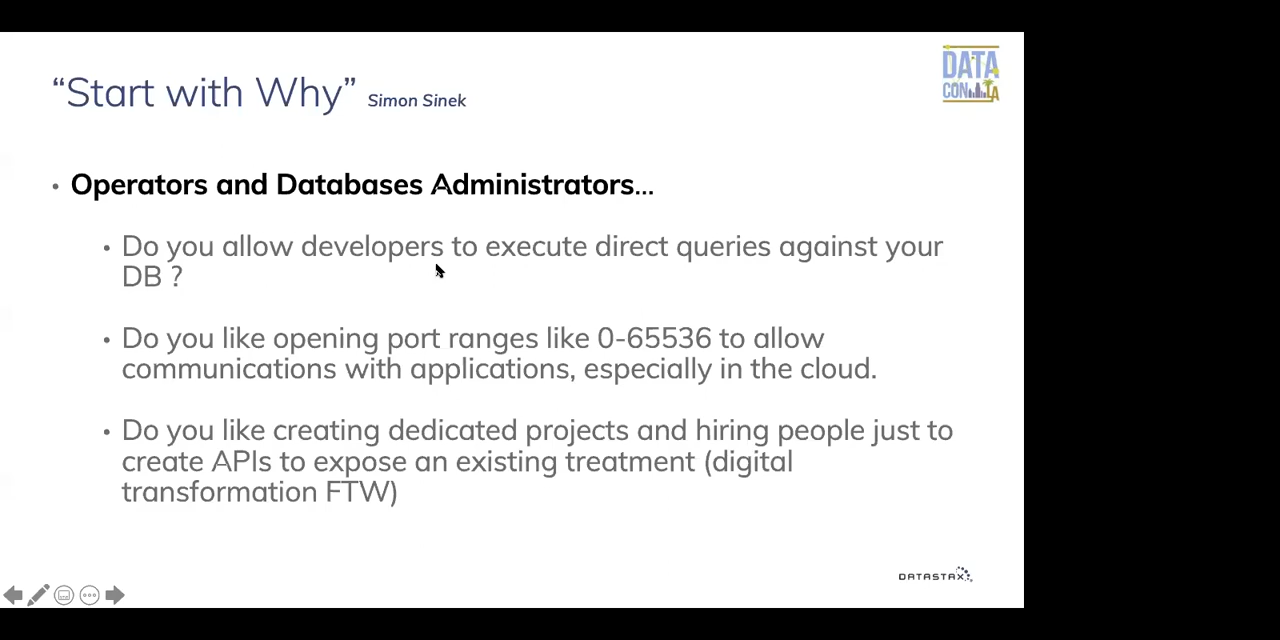 “Start with Why” Simon Sinek
DATA
CON LA
• Operators and Databases Administrators...
• Do you allow developers to execute direct queries against your
DB ?
• Do you like opening port ranges like 0-65536 to allow
communications with applications, especially in the cloud.
• Do you like creating dedicated projects and hiring people just to
create APIs to expose an existing treatment (digital
transformation FTW)
DATASTAX